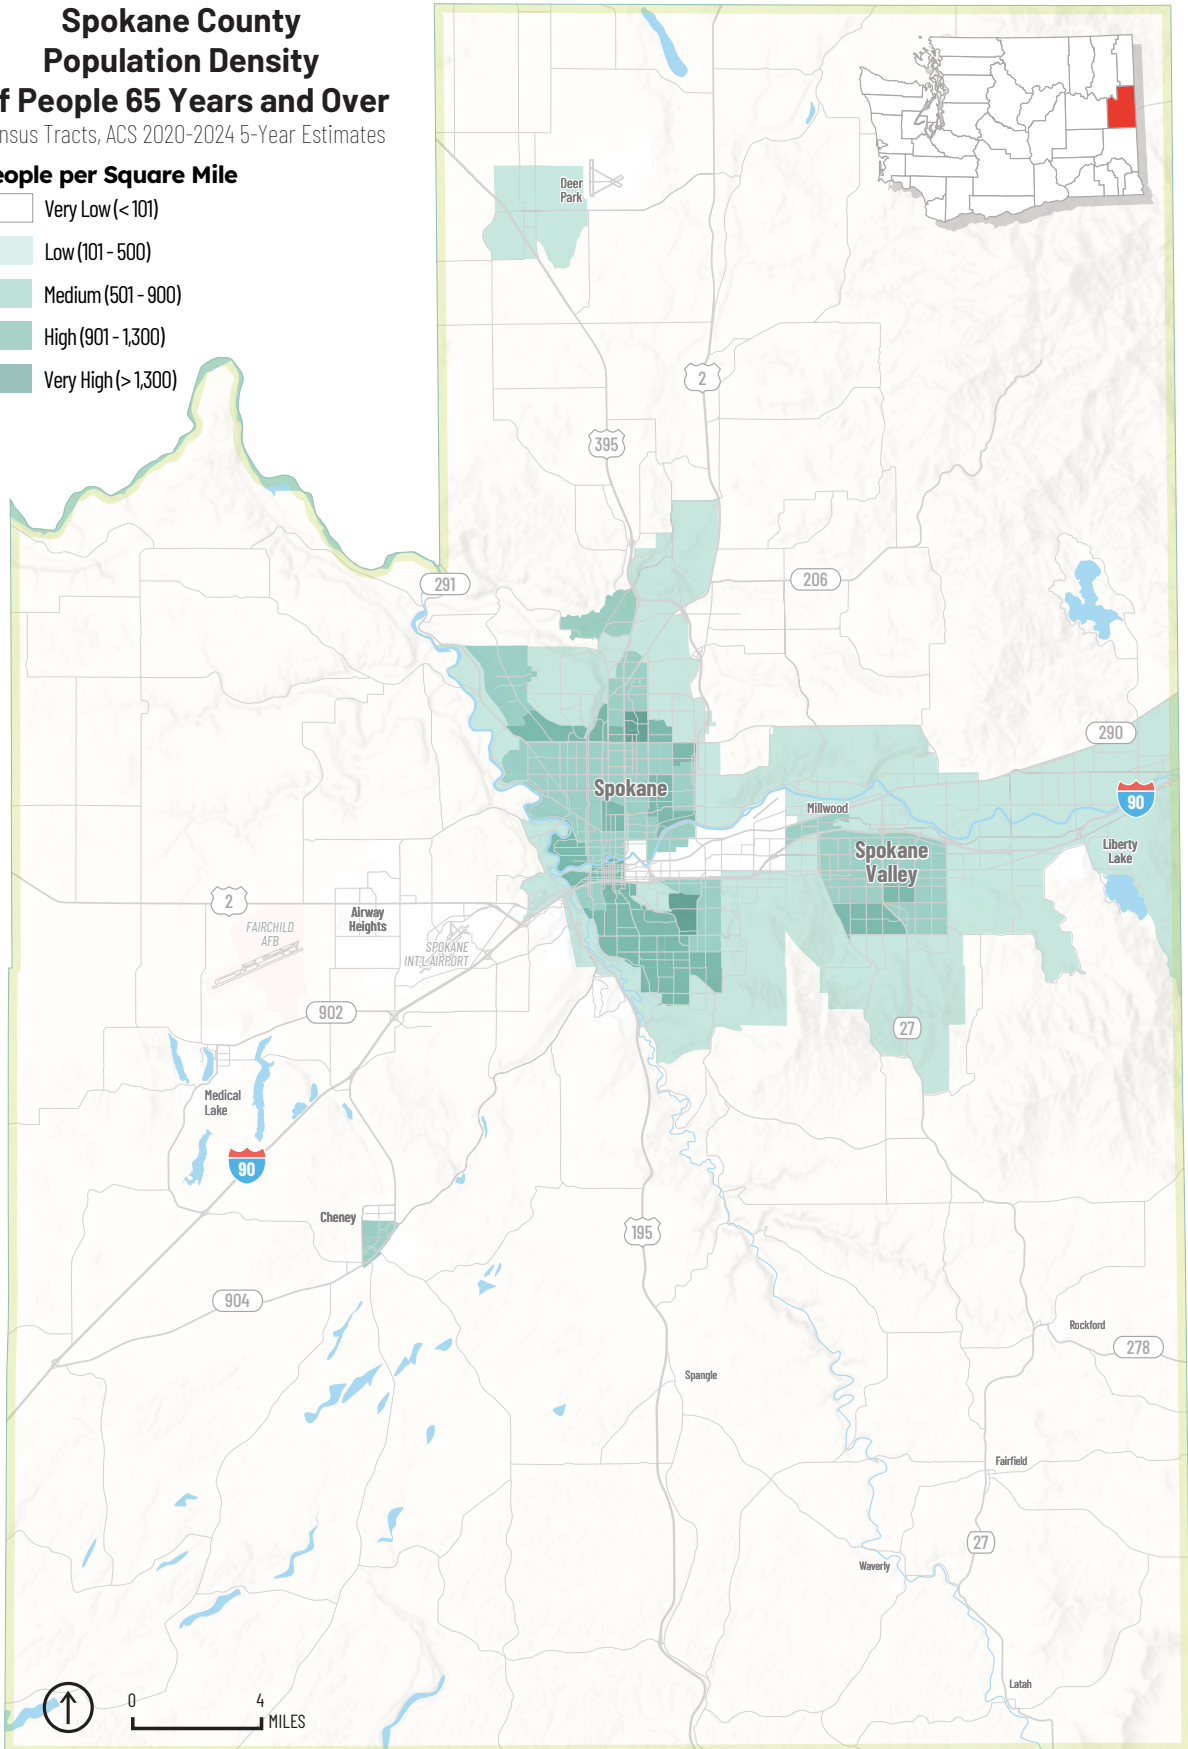 Spokane County
Population Density
f People 65 Years and Over
nsus Tracts, ACS 2020-2024 5-Year Estimates
eople per Square Mile
Very Low (< 101)
Low (101 - 500)
Medium (501 - 900)
High (901 - 1,300)
Very High (> 1,300)
Deer
Park
2
395
291
206
290
Spokane
Millwood
90
Spokane
Valley
Liberty
Lake
2
Airway
Heights
FAIRCHILD
AFB
SPOKANE
INT'L AIRPORT
902
27
Medical
Lake
90
Cheney
195
904
Rockford
278
Spangle
Fairfield
27
Waverly
Latah
0 4
MILES